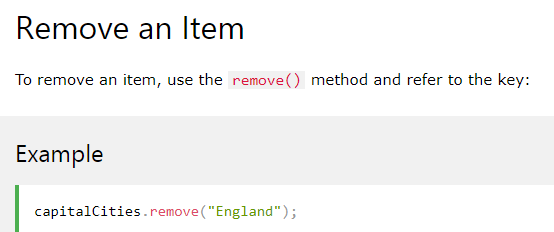 Remove an Item
To remove an item, use the remove() method and refer to the key:
Example
capitalCities.remove("England");